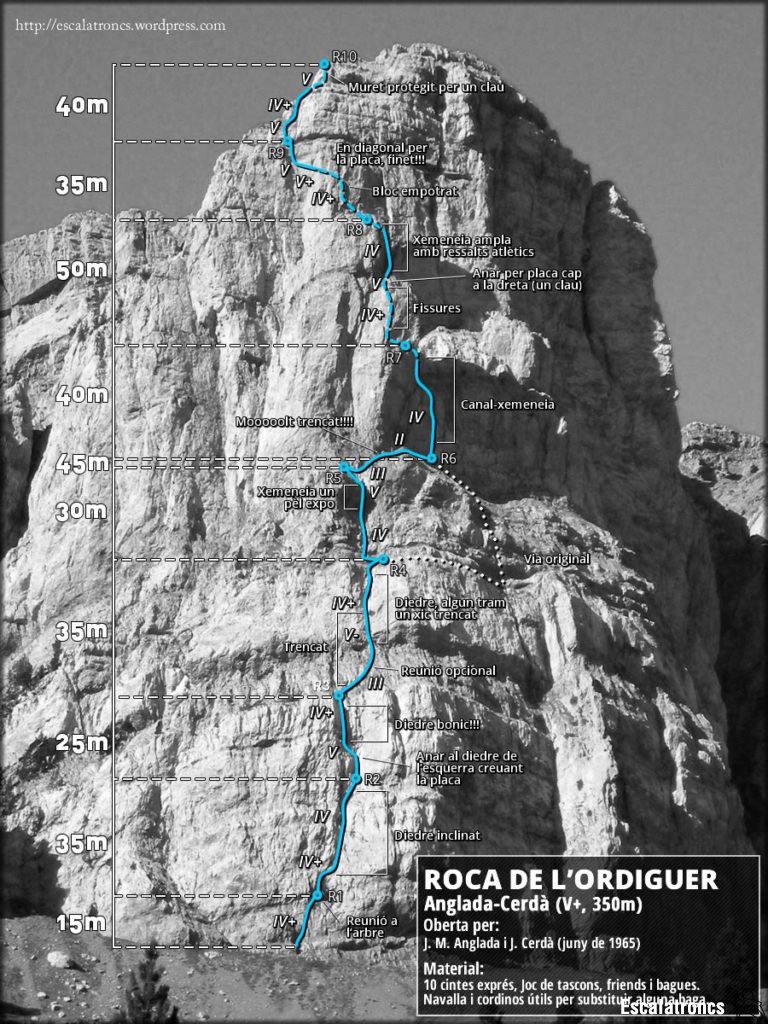 http://escalatroncs.wordpress.com
R10
V
Muret protegit per un clau
40m
IV+
V
R9
En diagonal per
la placa, finet!!!
V
V+
35m
Bloc empotrat
IV+
R8
Xemeneia ampla
amb ressalts atlètics
IV
50m
Anar per placa cap
a la dreta (un clau)
V
Fissures
IV+
R7
40m
Canal-xemeneia
IV
Mooooolt trencat!!!!
II
R6
45m
III
R5
V
Xemeneia un
pèl expo
30m
IV
Via original
R4
IV+
Diedre, algun tram
un xic trencat
35m
V-
Trencat
Reunió opcional
III
R3
IV+
Diedre bonic!!!
25m
V
Anar al diedre de
l'esquerra creuant
la placa
R2
IV
Diedre inclinat
35m
IV+
R1
15m
IV+
Reunió a
l'arbre
ROCA DE L'ORDIGUER
Anglada-Cerdà (V+, 350m)
Oberta per:
J. M. Anglada i J. Cerdà (juny de 1965)
Material:
10 cintes exprés, Joc de tascons, friends i bagues.
Navalla i cordinos útils per substituir alguna baga
Escalatroncs